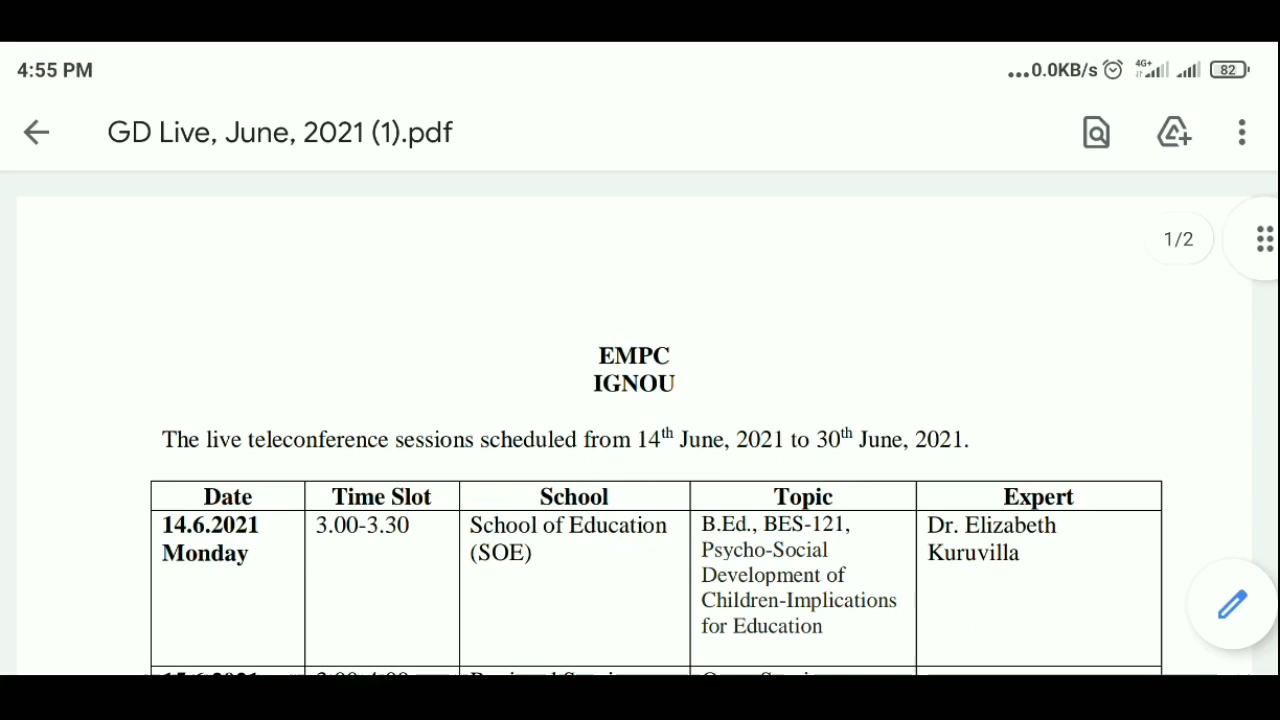 4:55 PM
...0.0KB/s 4G+ 82
GD Live, June, 2021 (1).pdf
1/2
EMPC
IGNOU
The live teleconference sessions scheduled from 14th June, 2021 to 30th June, 2021.
Date Time Slot School Topic Expert
14.6.2021 3.00-3.30 School of Education B.Ed., BES-121, Dr. Elizabeth
Monday (SOE) Psycho-Social Kuruvilla
Development of
Children-Implications
for Education